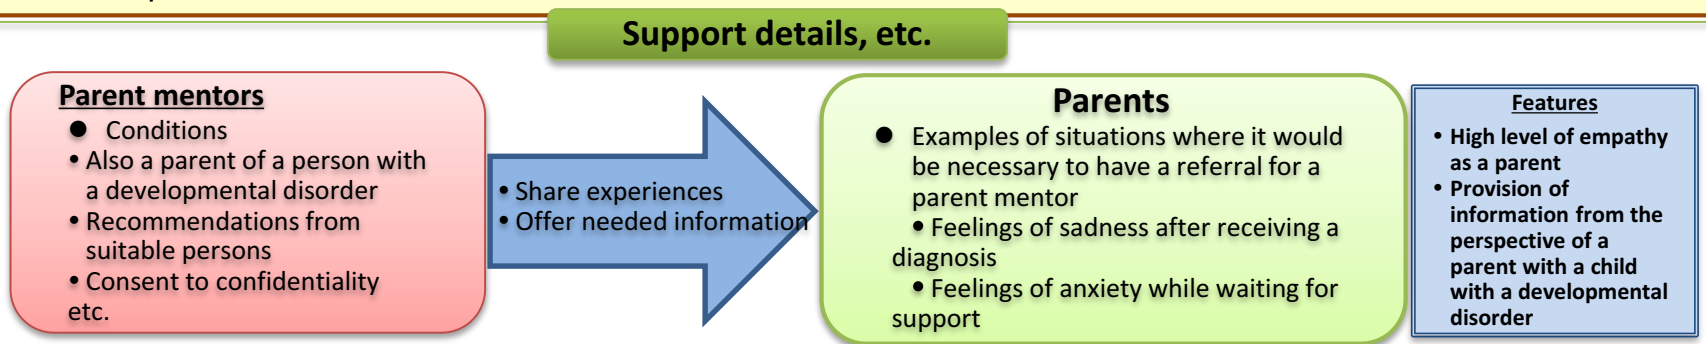 Support details, etc.
Parent mentors
● Conditions
• Also a parent of a person with
a developmental disorder
• Recommendations from
suitable persons
• Consent to confidentiality
etc.
• Share experiences
• Offer needed information
Parents
● Examples of situations where it would
be necessary to have a referral for a
parent mentor
• Feelings of sadness after receiving a
diagnosis
• Feelings of anxiety while waiting for
support
Features
• High level of empathy
as a parent
• Provision of
information from the
perspective of a
parent with a child
with a developmental
disorder